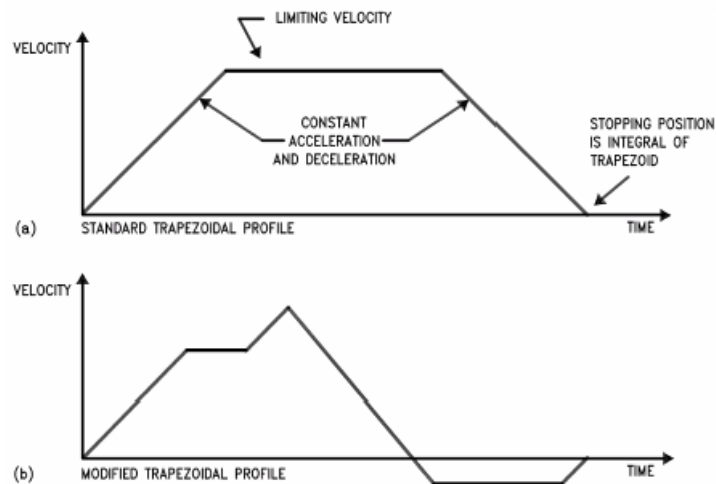 LIMITING VELOCITY
VELOCITY
CONSTANT
ACCELERATION
AND DECELERATION
STOPPING POSITION
IS INTEGRAL OF
TRAPEZOID
(a) STANDARD TRAPEZOIDAL PROFILE TIME
VELOCITY
(b) MODIFIED TRAPEZOIDAL PROFILE TIME